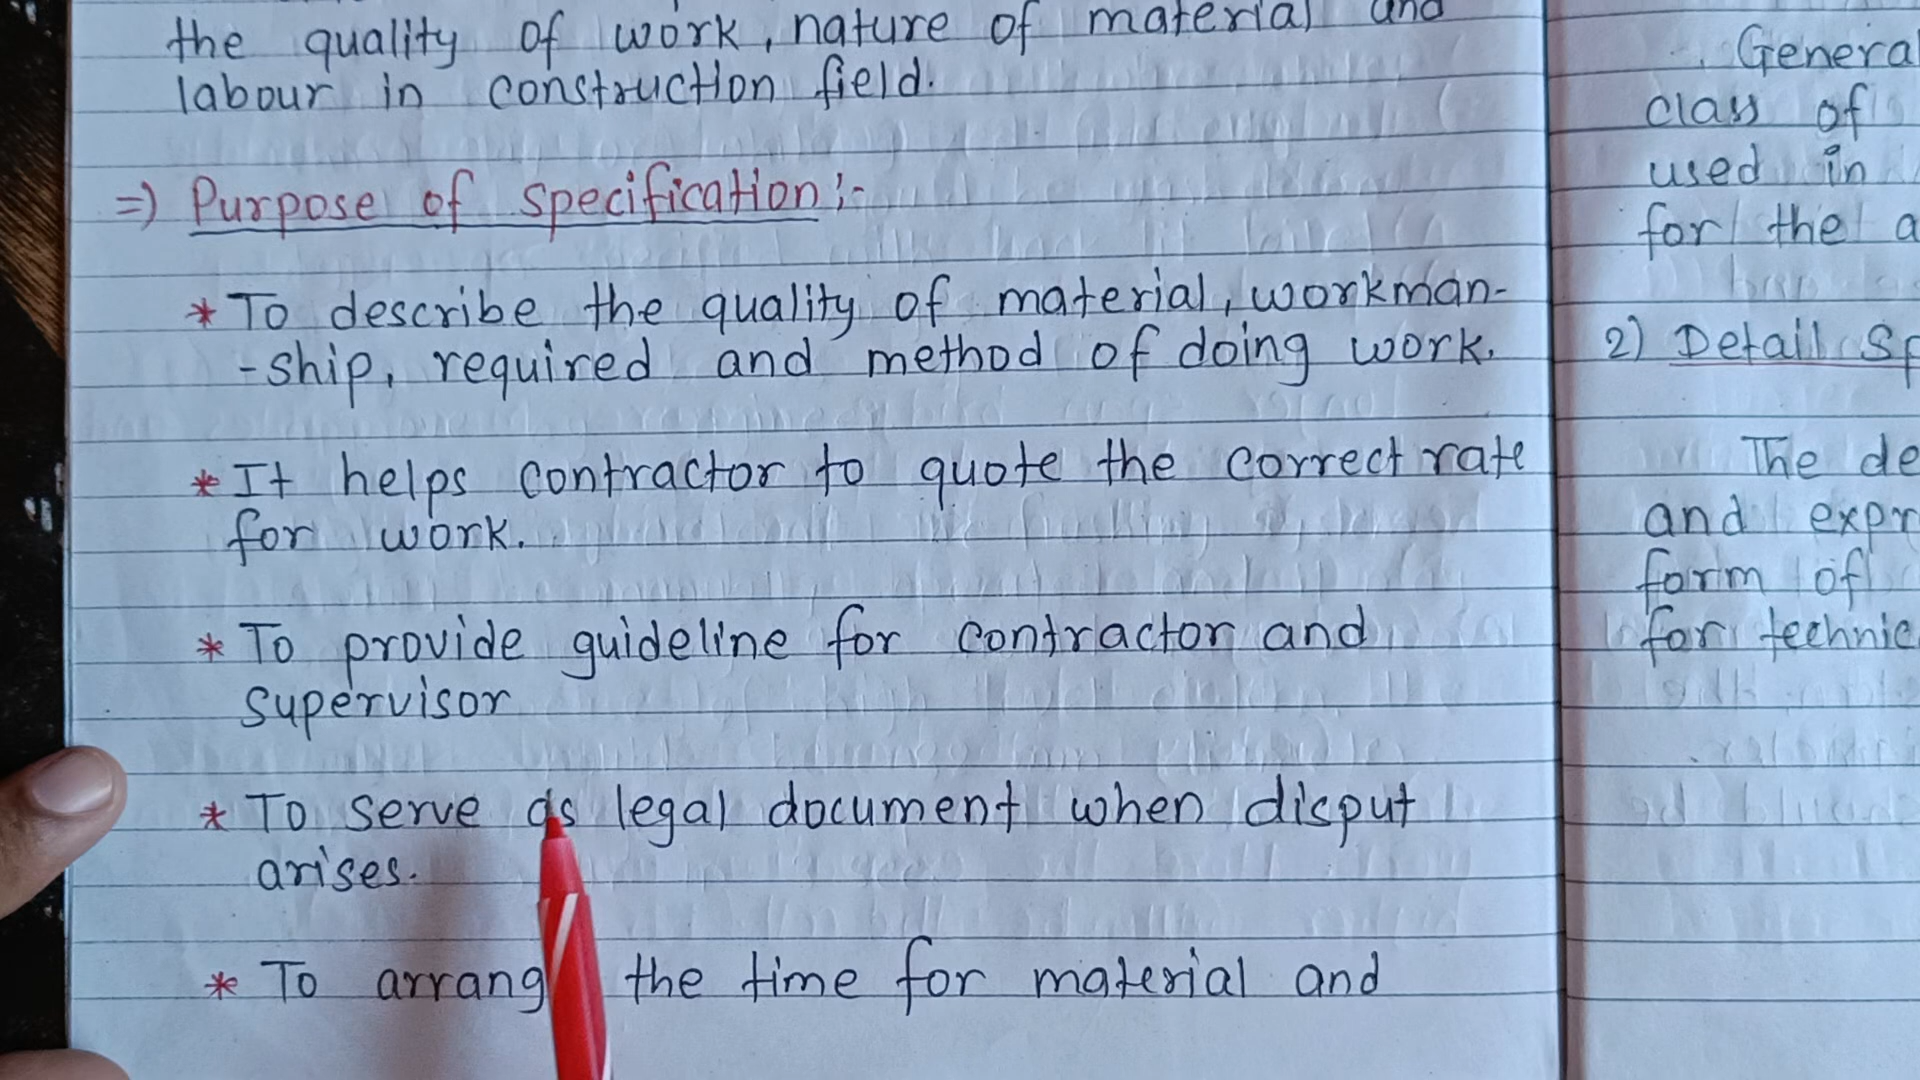 the quality of work, nature of material and
labour in construction field.
=) Purpose of specification :-
* To describe the quality of material, workman-
-ship, required and method of doing work.
* It helps contractor to quote the correct rate
for work.
* To provide guideline for contractor and
supervisor
* To serve as legal document when disput
arises.
* To arrang the time for material and
General
class of
used in
for the a
2) Detail Sp
The de
and expr
form of
for technic